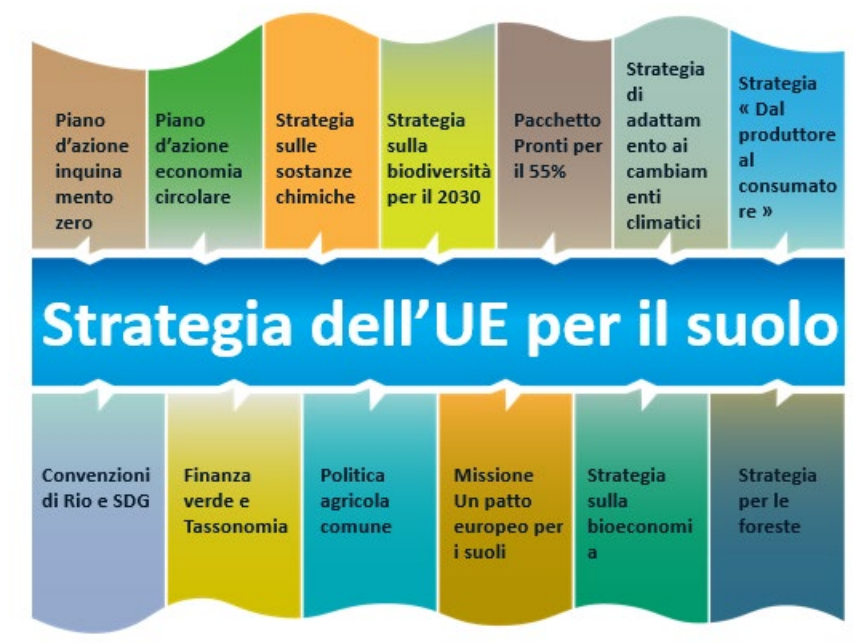 Piano
d'azione
inquina
mento
zero
Piano
d'azione
economia
circolare
Strategia
sulle
sostanze
chimiche
Strategia
sulla
biodiversità
per il 2030
Pacchetto
Pronti per
il 55%
Strategia
di
adattam
ento ai
cambiam
enti
climatici
Strategia
« Dal
produttore
al
consumato
re »
Strategia dell'UE per il suolo
Convenzioni
di Rio e SDG
Finanza
verde e
Tassonomia
Politica
agricola
comune
Missione
Un patto
europeo per
i suoli
Strategia
sulla
bioeconomi
a
Strategia
per le
foreste